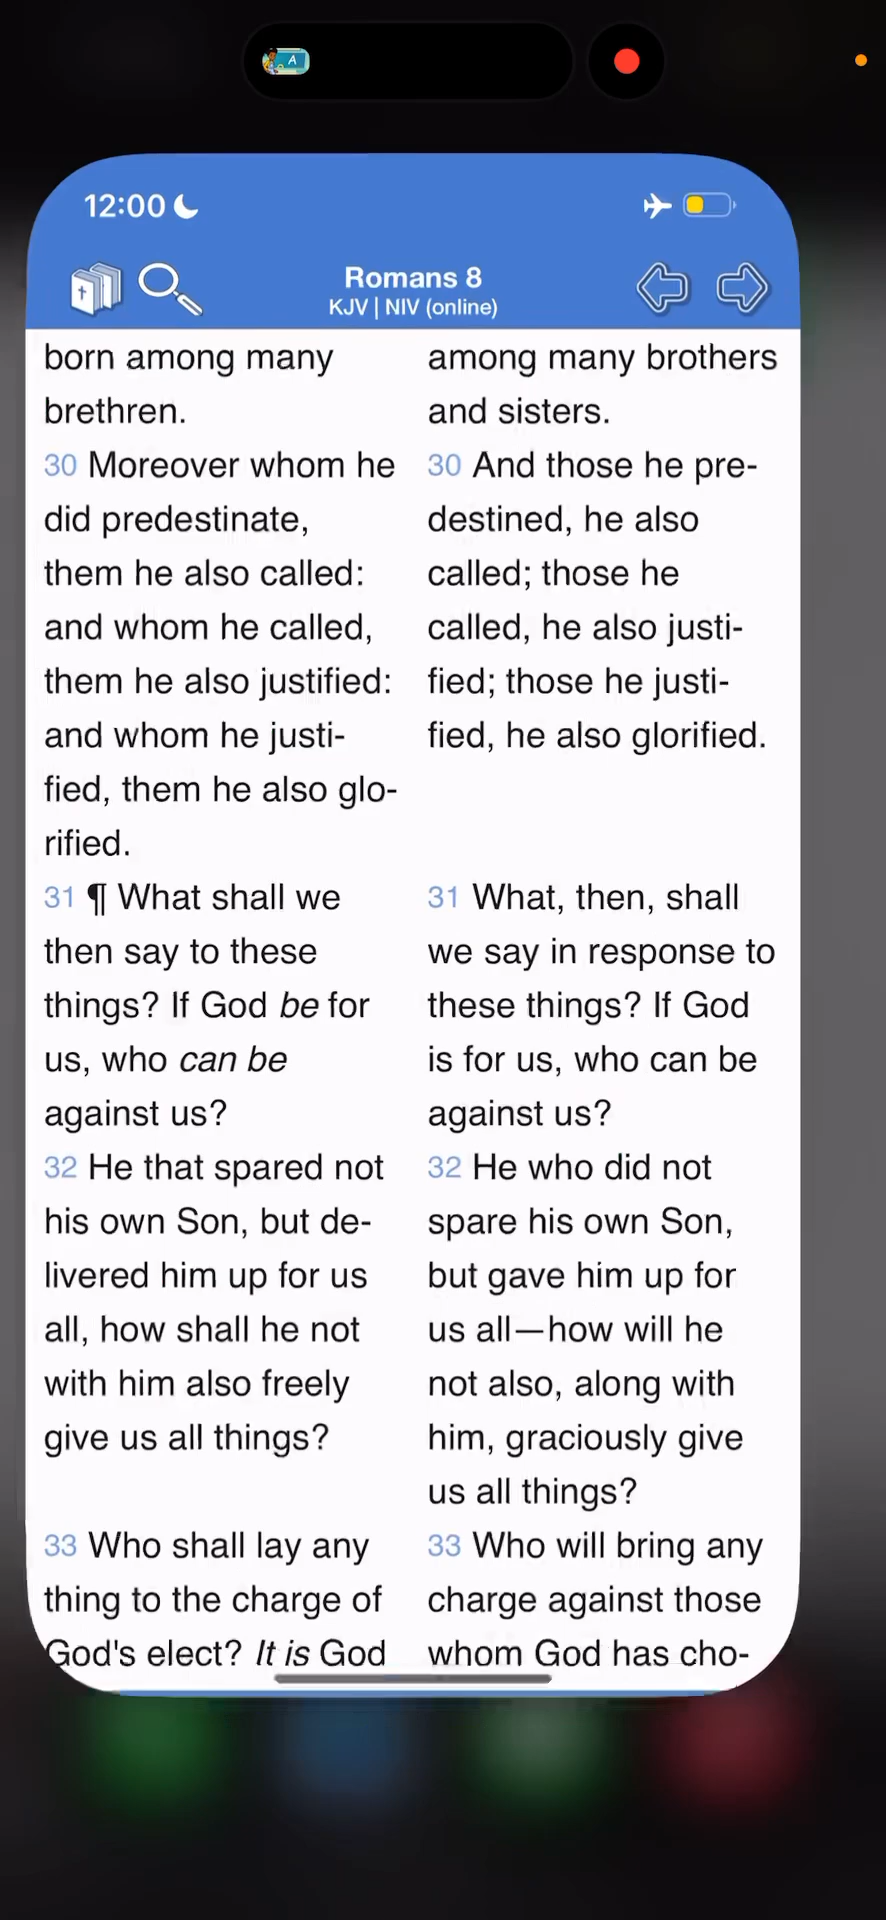 A
12:00
Romans 8
KJV | NIV (online)
born among many
brethren.
30 Moreover whom he
did predestinate,
them he also called:
and whom he called,
them he also justified:
and whom he justi-
fied, them he also glo-
rified.
31 ¶ What shall we
then say to these
things? If God be for
us, who can be
against us?
32 He that spared not
his own Son, but de-
livered him up for us
all, how shall he not
with him also freely
give us all things?
33 Who shall lay any
thing to the charge of
God's elect? It is God
among many brothers
and sisters.
30 And those he pre-
destined, he also
called; those he
called, he also justi-
fied; those he justi-
fied, he also glorified.
31 What, then, shall
we say in response to
these things? If God
is for us, who can be
against us?
32 He who did not
spare his own Son,
but gave him up for
us all—how will he
not also, along with
him, graciously give
us all things?
33 Who will bring any
charge against those
whom God has cho-